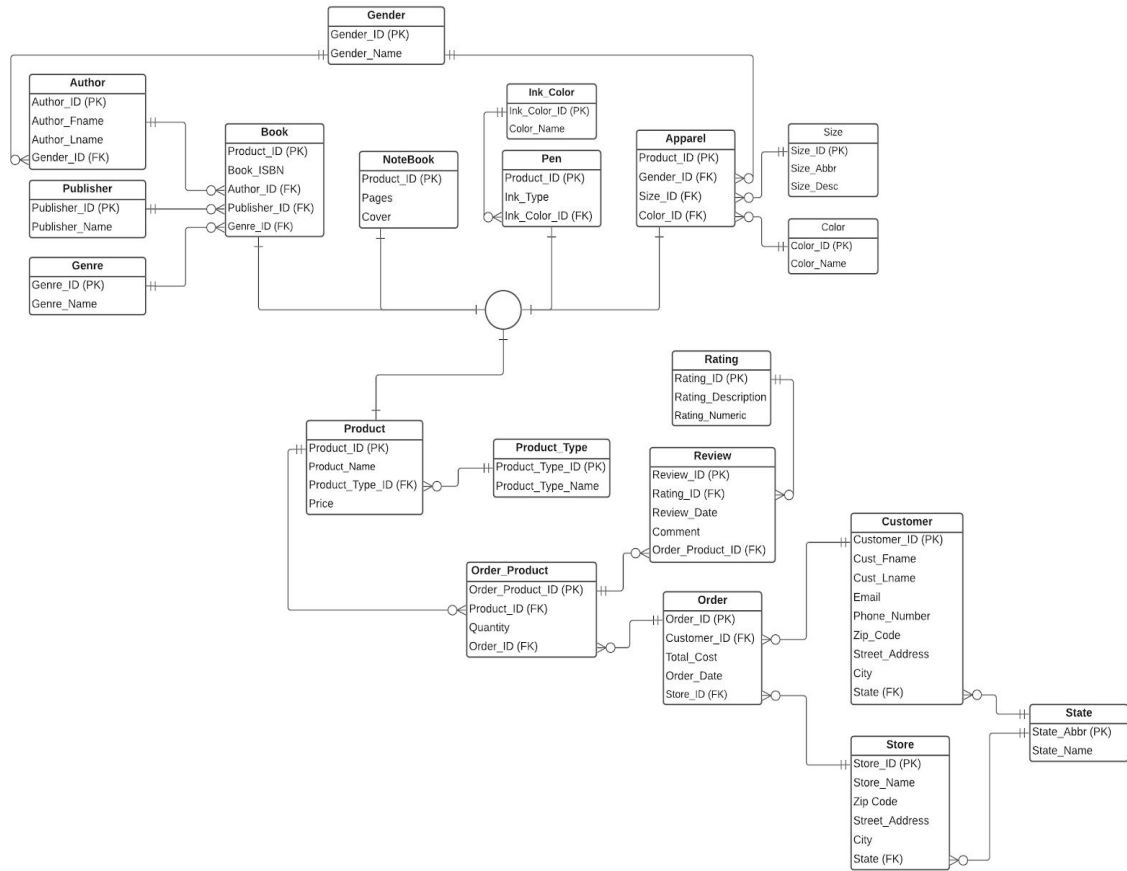 Gender
Gender_ID (PK)
Gender_Name
Author
Author_ID (PK)
Author_Fname
Author_Lname
Gender_ID (FK)
Publisher
Publisher_ID (PK)
Publisher_Name
Genre
Genre_ID (PK)
Genre_Name
Book
Product_ID (PK)
Book_ISBN
Author_ID (FK)
Publisher_ID (FK)
Genre_ID (FK)
NoteBook
Product_ID (PK)
Pages
Cover
Ink_Color
Ink_Color_ID (PK)
Color_Name
Pen
Product_ID (PK)
Ink_Type
Ink_Color_ID (FK)
Apparel
Product_ID (PK)
Gender_ID (FK)
Size_ID (FK)
Color_ID (FK)
Size
Size_ID (PK)
Size_Abbr
Size_Desc
Color
Color_ID (PK)
Color_Name
Product
Product_ID (PK)
Product_Name
Product_Type_ID (FK)
Price
Product_Type
Product_Type_ID (PK)
Product_Type_Name
Rating
Rating_ID (PK)
Rating_Description
Rating_Numeric
Review
Review_ID (PK)
Rating_ID (FK)
Review_Date
Comment
Order_Product_ID (FK)
Order_Product
Order_Product_ID (PK)
Product_ID (FK)
Quantity
Order_ID (FK)
Order
Order_ID (PK)
Customer_ID (FK)
Total_Cost
Order_Date
Store_ID (FK)
Customer
Customer_ID (PK)
Cust_Fname
Cust_Lname
Email
Phone_Number
Zip_Code
Street_Address
City
State (FK)
Store
Store_ID (PK)
Store_Name
Zip Code
Street_Address
City
State (FK)
State
State_Abbr (PK)
State_Name